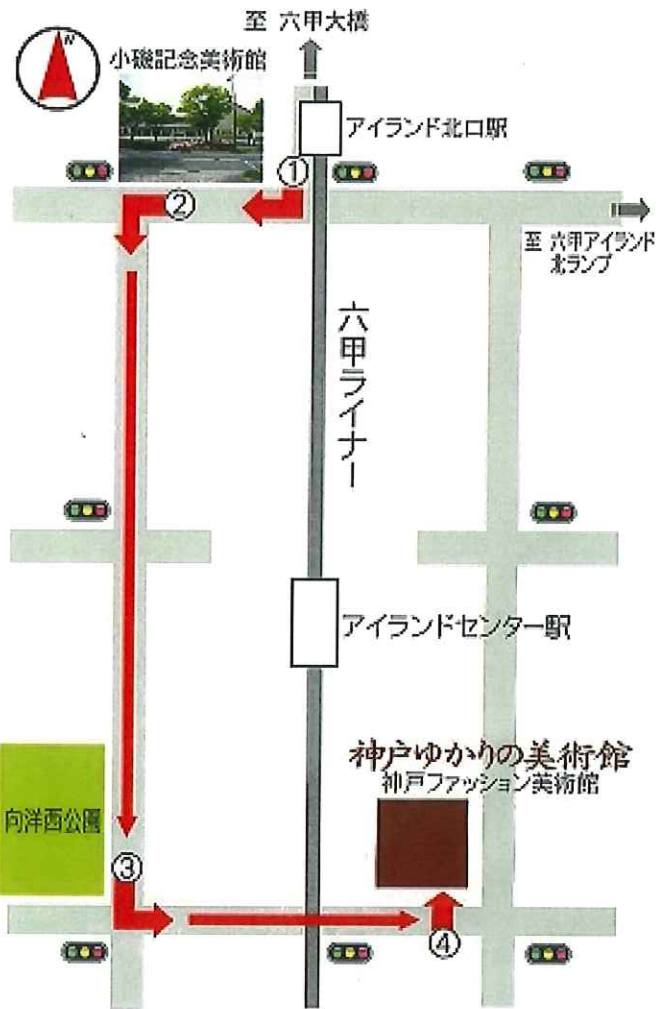 至 六甲大橋
N
小磯記念美術館
アイランド北口駅
①
②
至 六甲アイランド
北ランプ
六甲ライナー
アイランドセンター駅
神戸ゆかりの美術館
神戸ファッション美術館
向洋西公園
③
④